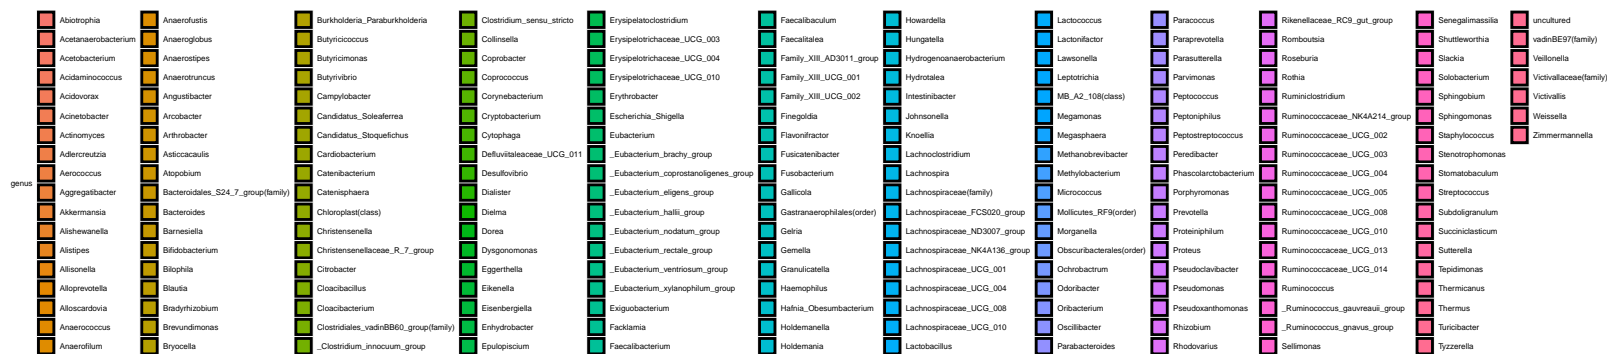 genus
Abiotrophia
Acetanaerobacterium
Acetobacterium
Acidaminococcus
Acidovorax
Acinetobacter
Actinomyces
Adlercreutzia
Aerococcus
Aggregatibacter
Akkermansia
Alishewanella
Alistipes
Allisonella
Alloprevotella
Alloscardovia
Anaerococcus
Anaerofilum
Anaerofustis
Anaeroglobus
Anaerostipes
Anaerotruncus
Angustibacter
Arcobacter
Arthrobacter
Asticcacaulis
Atopobium
Bacteroidales_S24_7_group(family)
Bacteroides
Barnesiella
Bifidobacterium
Bilophila
Blautia
Bradyrhizobium
Brevundimonas
Bryocella
Burkholderia_Paraburkholderia
Butyricicoccus
Butyricimonas
Butyrivibrio
Campylobacter
Candidatus_Soleaferrea
Candidatus_Stoquefichus
Cardiobacterium
Catenibacterium
Catenisphaera
Chloroplast(class)
Christensenella
Christensenellaceae_R_7_group
Citrobacter
Cloacibacillus
Cloacibacterium
Clostridiales_vadinBB60_group(family)
_Clostridium_innocuum_group
Clostridium_sensu_stricto
Collinsella
Coprobacter
Coprococcus
Corynebacterium
Cryptobacterium
Cytophaga
Defluviitaleaceae_UCG_011
Desulfovibrio
Dialister
Dielma
Dorea
Dysgonomonas
Eggerthella
Eikenella
Eisenbergiella
Enhydrobacter
Epulopiscium
Erysipelatoclostridium
Erysipelotrichaceae_UCG_003
Erysipelotrichaceae_UCG_004
Erysipelotrichaceae_UCG_010
Erythrobacter
Escherichia_Shigella
Eubacterium
_Eubacterium_brachy_group
_Eubacterium_coprostanoligenes_group
_Eubacterium_eligens_group
_Eubacterium_hallii_group
_Eubacterium_nodatum_group
_Eubacterium_rectale_group
_Eubacterium_ventriosum_group
_Eubacterium_xylanophilum_group
Exiguobacterium
Facklamia
Faecalibacterium
Faecalibaculum
Faecalitalea
Family_XIII_AD3011_group
Family_XIII_UCG_001
Family_XIII_UCG_002
Finegoldia
Flavonifractor
Fusicatenibacter
Fusobacterium
Gallicola
Gastranaerophilales(order)
Gelria
Gemella
Granulicatella
Haemophilus
Hafnia_Obesumbacterium
Holdemanella
Holdemania
Howardella
Hungatella
Hydrogenoanaerobacterium
Hydrotalea
Intestinibacter
Johnsonella
Knoellia
Lachnoclostridium
Lachnospira
Lachnospiraceae(family)
Lachnospiraceae_FCS020_group
Lachnospiraceae_ND3007_group
Lachnospiraceae_NK4A136_group
Lachnospiraceae_UCG_001
Lachnospiraceae_UCG_004
Lachnospiraceae_UCG_008
Lachnospiraceae_UCG_010
Lactobacillus
Lactococcus
Lactonifactor
Lawsonella
Leptotrichia
MB_A2_108(class)
Megamonas
Megasphaera
Methanobrevibacter
Methylobacterium
Micrococcus
Mollicutes_RF9(order)
Morganella
Obscuribacterales(order)
Ochrobactrum
Odoribacter
Oribacterium
Oscillibacter
Parabacteroides
Paracoccus
Paraprevotella
Parasutterella
Parvimonas
Peptococcus
Peptoniphilus
Peptostreptococcus
Peredibacter
Phascolarctobacterium
Porphyromonas
Prevotella
Proteiniphilum
Proteus
Pseudoclavibacter
Pseudomonas
Pseudoxanthomonas
Rhizobium
Rhodovarius
Rikenellaceae_RC9_gut_group
Romboutsia
Roseburia
Rothia
Ruminiclostridium
Ruminococcaceae_NK4A214_group
Ruminococcaceae_UCG_002
Ruminococcaceae_UCG_003
Ruminococcaceae_UCG_004
Ruminococcaceae_UCG_005
Ruminococcaceae_UCG_008
Ruminococcaceae_UCG_010
Ruminococcaceae_UCG_013
Ruminococcaceae_UCG_014
Ruminococcus
_Ruminococcus_gauvreauii_group
_Ruminococcus_gnavus_group
Sellimonas
Senegalimassilia
Shuttleworthia
Slackia
Solobacterium
Sphingobium
Sphingomonas
Staphylococcus
Stenotrophomonas
Stomatobaculum
Streptococcus
Subdoligranulum
Succiniclasticum
Sutterella
Tepidimonas
Thermicanus
Thermus
Turicibacter
Tyzzerella
uncultured
vadinBE97(family)
Veillonella
Victivallaceae(family)
Victivallis
Weissella
Zimmermannella